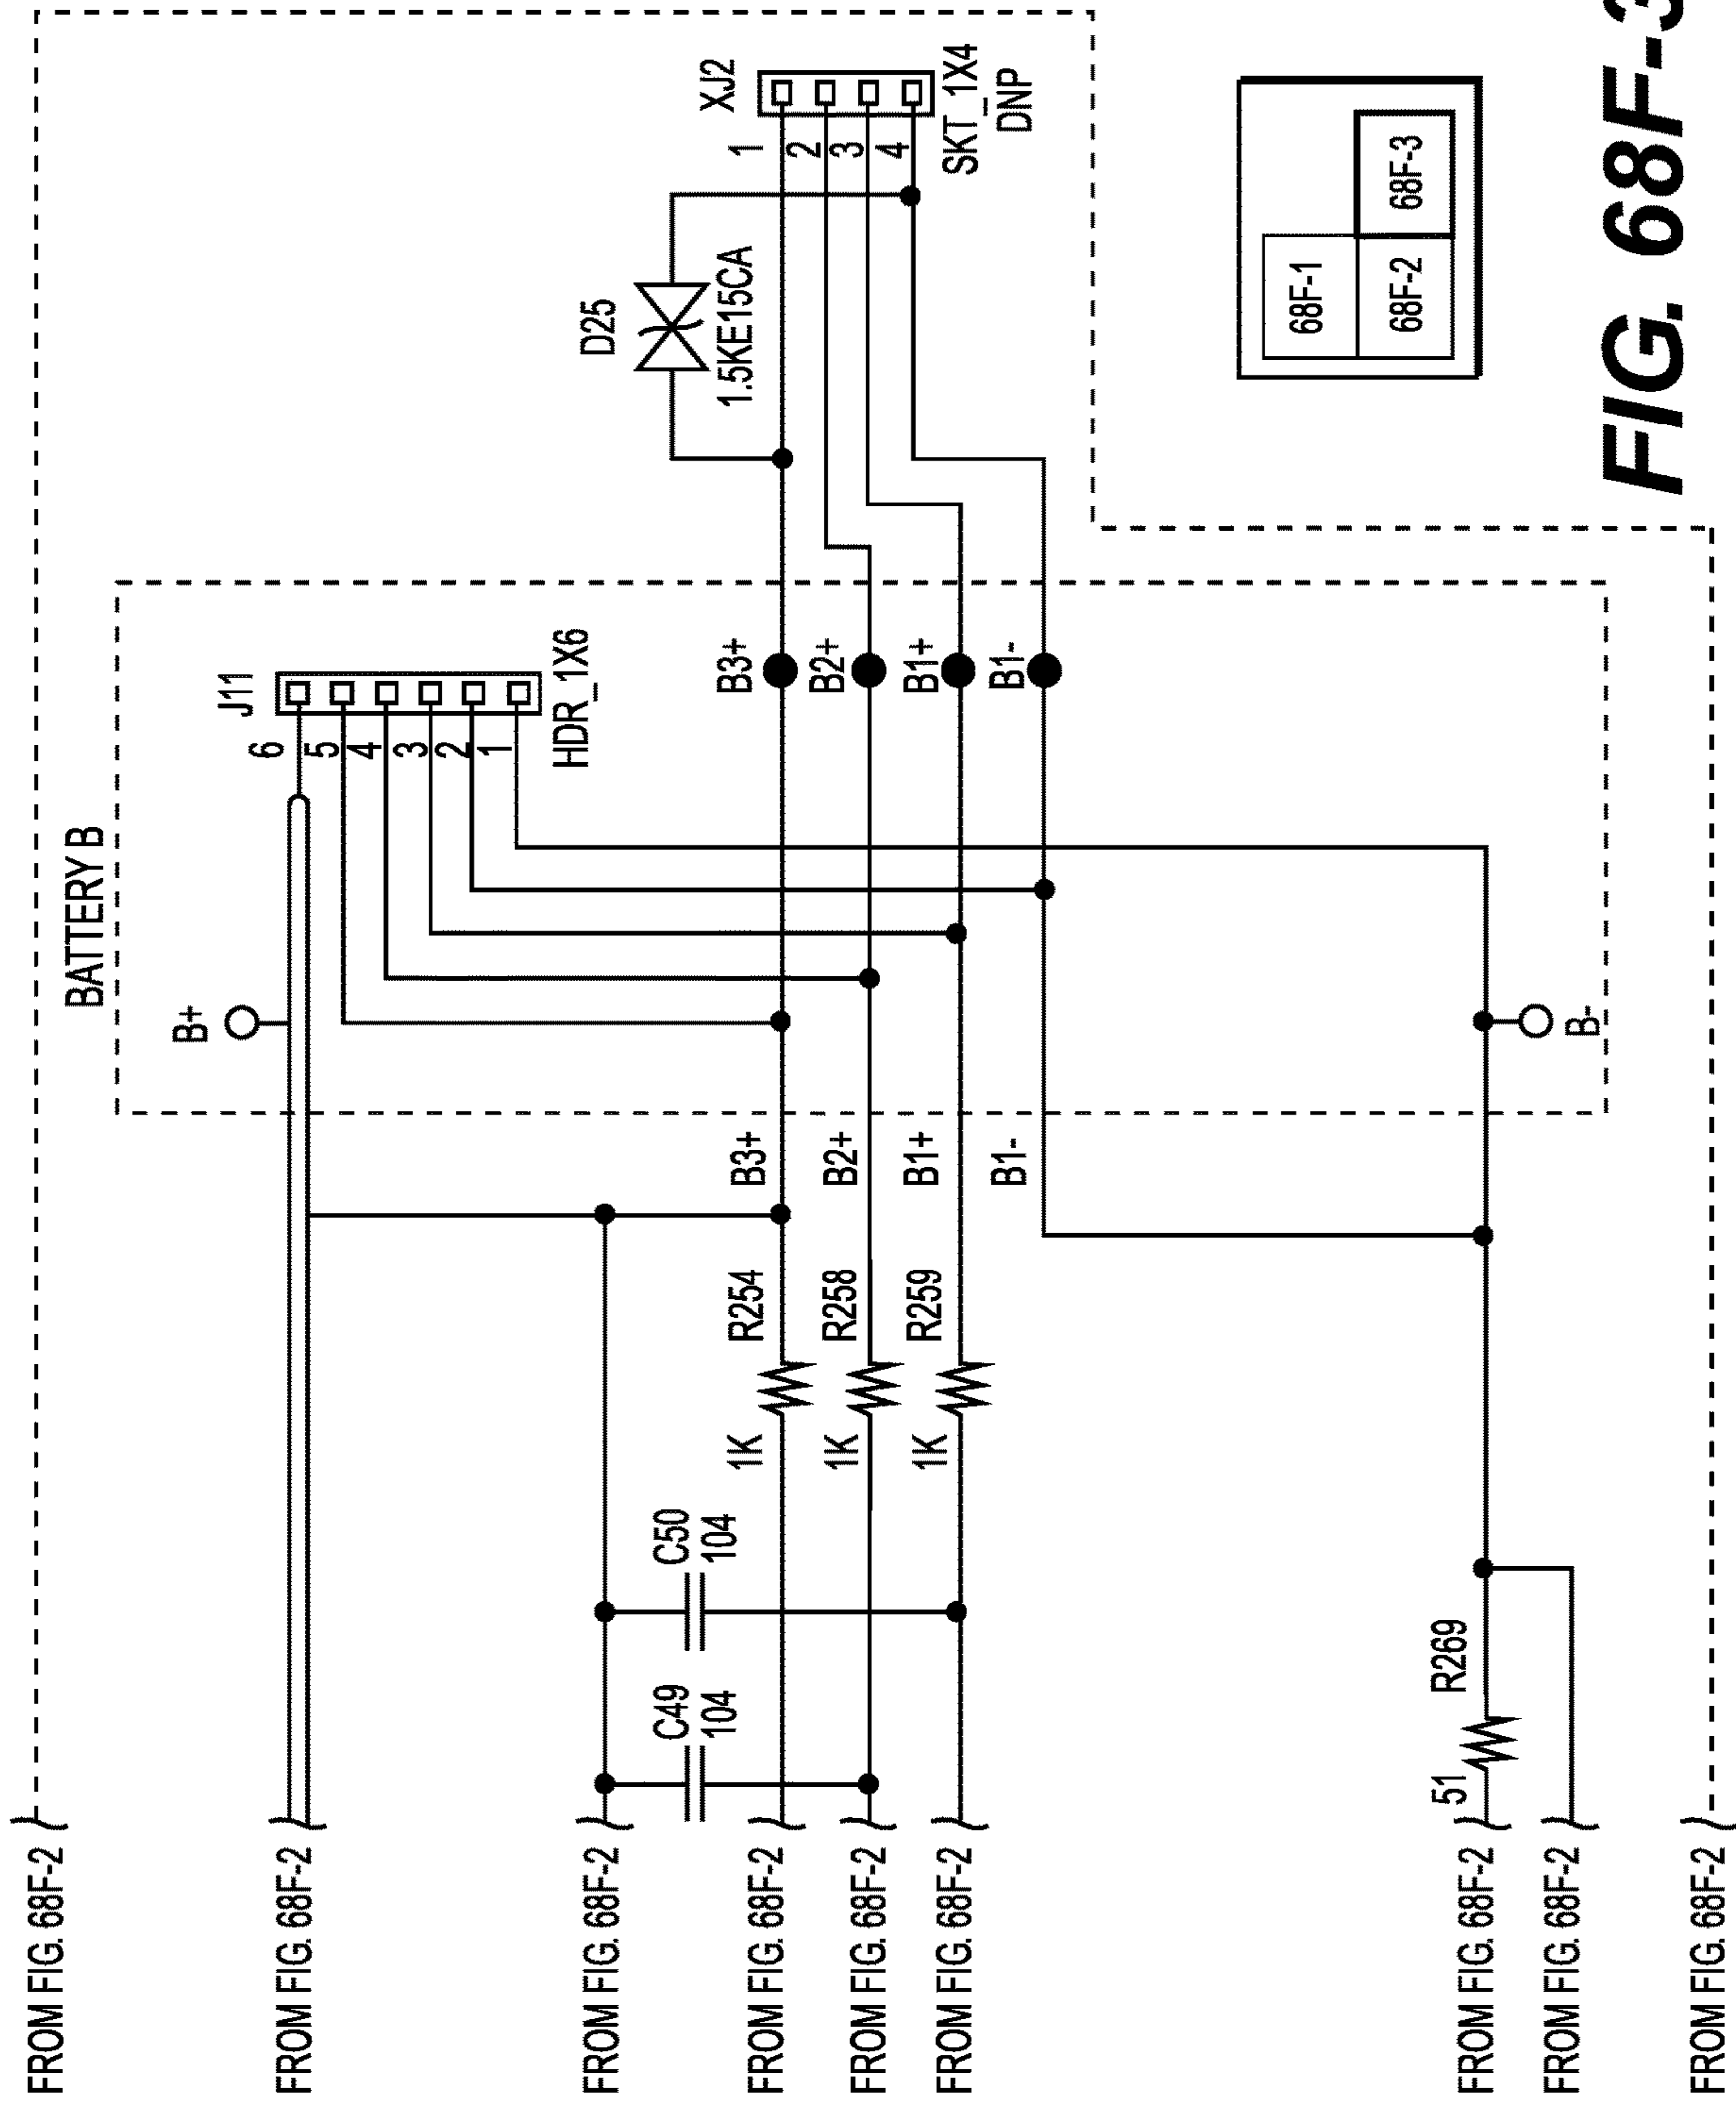 FROM FIG. 68F-2
FROM FIG. 68F-2
FROM FIG. 68F-2
FROM FIG. 68F-2
FROM FIG. 68F-2
FROM FIG. 68F-2
FROM FIG. 68F-2
FROM FIG. 68F-2
FROM FIG. 68F-2
BATTERY B
B+
J11
6
5
4
3
2
1
HDR_1X6
C49
104
C50
104
1K
R254
B3+
B3+
1K
R258
B2+
B2+
1K
R259
B1+
B1+
B1-
B1-
D25
1.5KE15CA
XJ2
1
2
3
4
SKT_1X4
DNP
51
R269
B-
68F-1
68F-2
68F-3
FIG. 68F-3